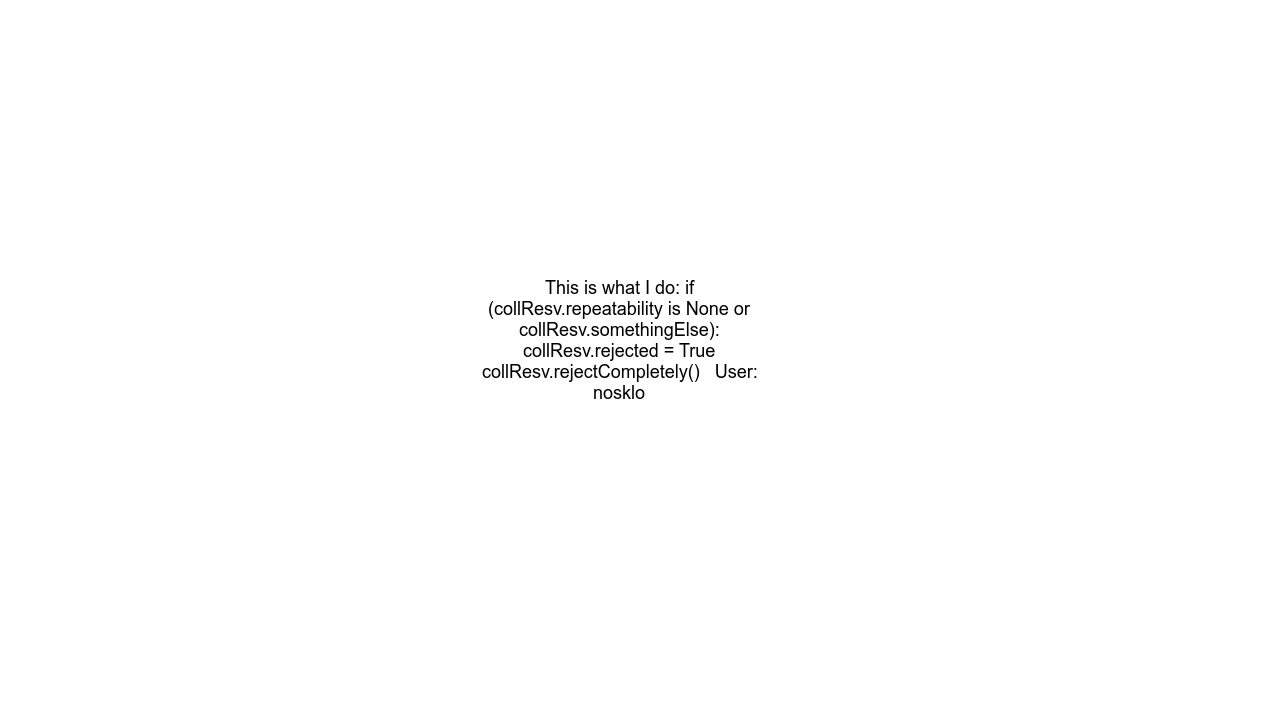 This is what I do: if
(collResv.repeatability is None or
collResv.somethingElse):
collResv.rejected = True
collResv.rejectCompletely()   User:
nosklo